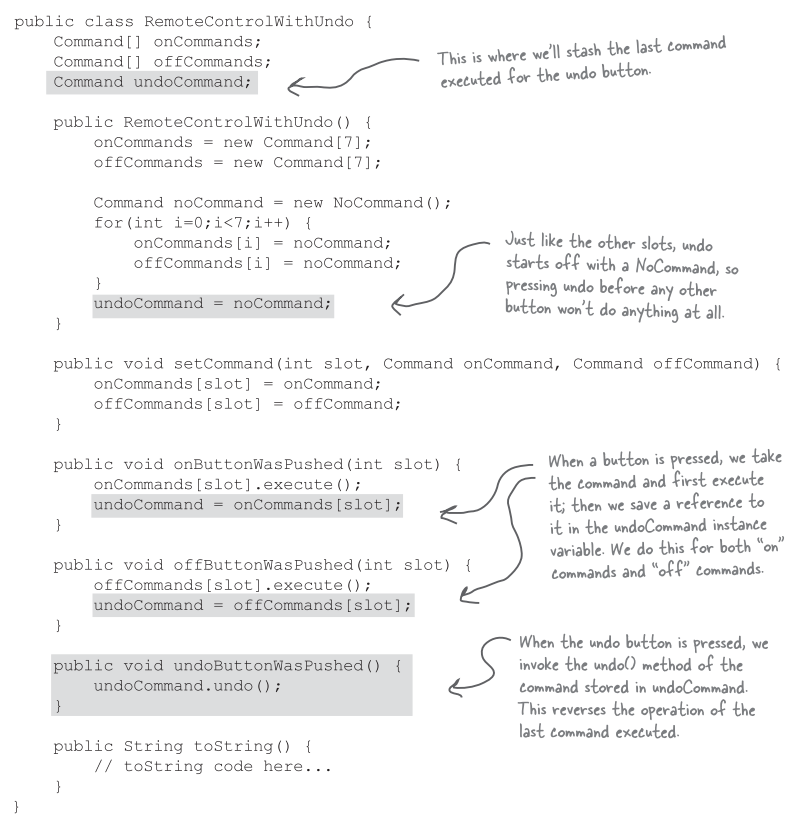 public class RemoteControlWithUndo {
Command[] onCommands;
Command[] offCommands;
Command undoCommand;
This is where we'll stash the last command
executed for the undo button.
public RemoteControlWithUndo() {
onCommands = new Command[7];
offCommands = new Command[7];
Command noCommand = new NoCommand();
for(int i=0;i<7;i++) {
onCommands[i] = noCommand;
offCommands[i] = noCommand;
}
undoCommand = noCommand;
}
Just like the other slots, undo
starts off with a NoCommand, so
pressing undo before any other
button won't do anything at all.
public void setCommand(int slot, Command onCommand, Command offCommand) {
onCommands[slot] = onCommand;
offCommands[slot] = offCommand;
}
public void onButtonWasPushed(int slot) {
onCommands[slot].execute();
undoCommand = onCommands[slot];
}
When a button is pressed, we take
the command and first execute
it; then we save a reference to
it in the undoCommand instance
variable. We do this for both "on"
commands and "off" commands.
public void offButtonWasPushed(int slot) {
offCommands[slot].execute();
undoCommand = offCommands[slot];
}
public void undoButtonWasPushed() {
undoCommand.undo();
}
When the undo button is pressed, we
invoke the undo() method of the
command stored in undoCommand.
This reverses the operation of the
last command executed.
public String toString() {
// toString code here...
}
}